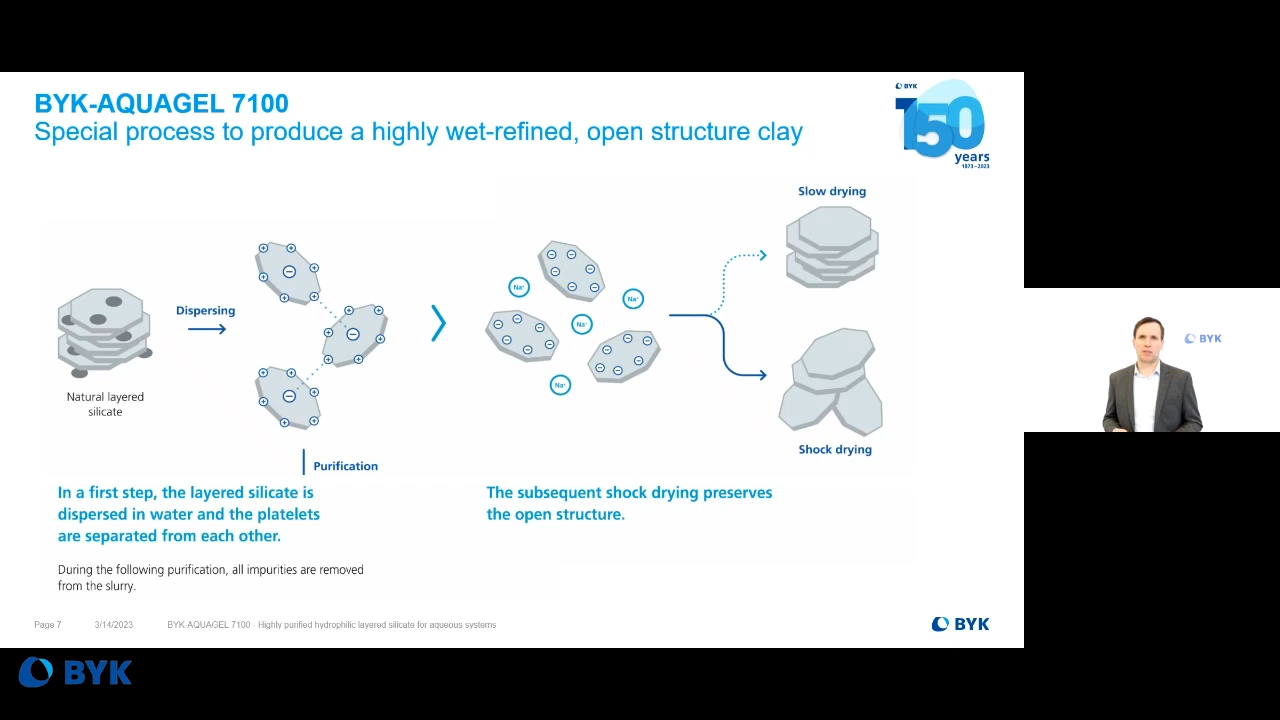 BYK-AQUAGEL 7100
Special process to produce a highly wet-refined, open structure clay
BYK
150
years
1873–2023
Slow drying
Dispersing
Natural layered
silicate
Na⁺
Na⁺
Na⁺
Na⁺
BYK
Shock drying
Purification
In a first step, the layered silicate is
dispersed in water and the platelets
are separated from each other.
The subsequent shock drying preserves
the open structure.
During the following purification, all impurities are removed
from the slurry.
Page 7 3/14/2023 BYK-AQUAGEL 7100 - Highly purified hydrophilic layered silicate for aqueous systems
BYK
BYK